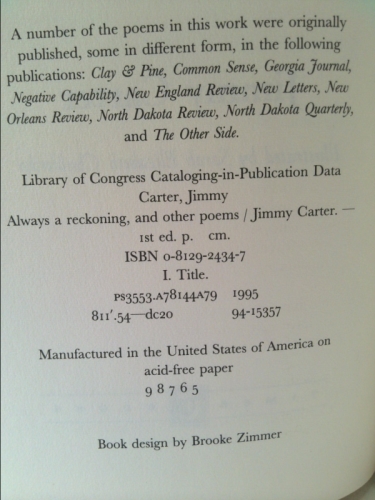 A number of the poems in this work were originally
published, some in different form, in the following
publications: Clay & Pine, Common Sense, Georgia Journal,
Negative Capability, New England Review, New Letters, New
Orleans Review, North Dakota Review, North Dakota Quarterly,
and The Other Side.
Library of Congress Cataloging-in-Publication Data
Carter, Jimmy
Always a reckoning, and other poems / Jimmy Carter. —
1st ed. p. cm.
ISBN 0-8129-2434-7
I. Title.
PS3553.A78144A79 1995
811'.54—dc20 94-15357
Manufactured in the United States of America on
acid-free paper
9 8 7 6 5
Book design by Brooke Zimmer